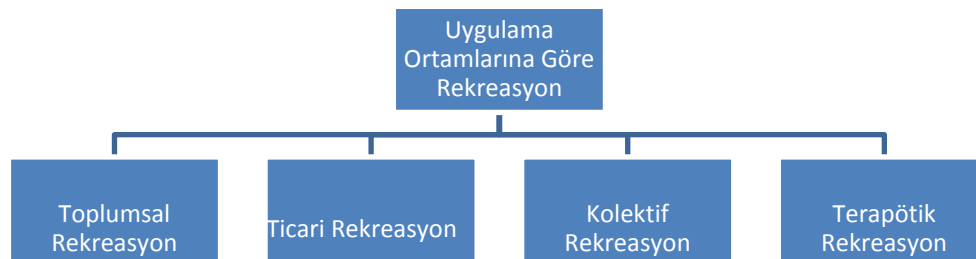 Uygulama
Ortamlarına Göre
Rekreasyon
Toplumsal
Rekreasyon
Ticari Rekreasyon
Kolektif
Rekreasyon
Terapötik
Rekreasyon